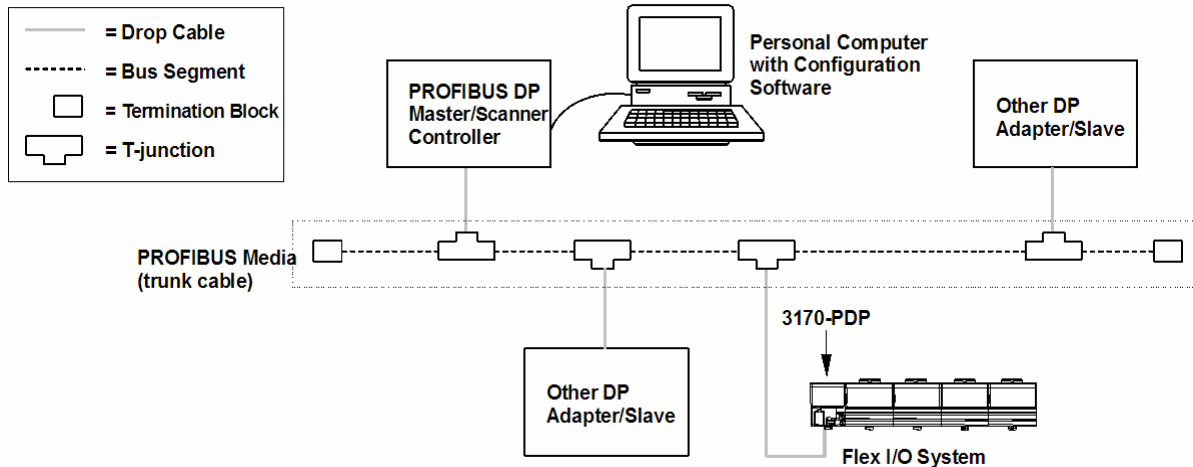 = Drop Cable
= Bus Segment
= Termination Block
= T-junction
PROFIBUS DP
Master/Scanner
Controller
Personal Computer
with Configuration
Software
Other DP
Adapter/Slave
PROFIBUS Media
(trunk cable)
Other DP
Adapter/Slave
3170-PDP
Flex I/O System